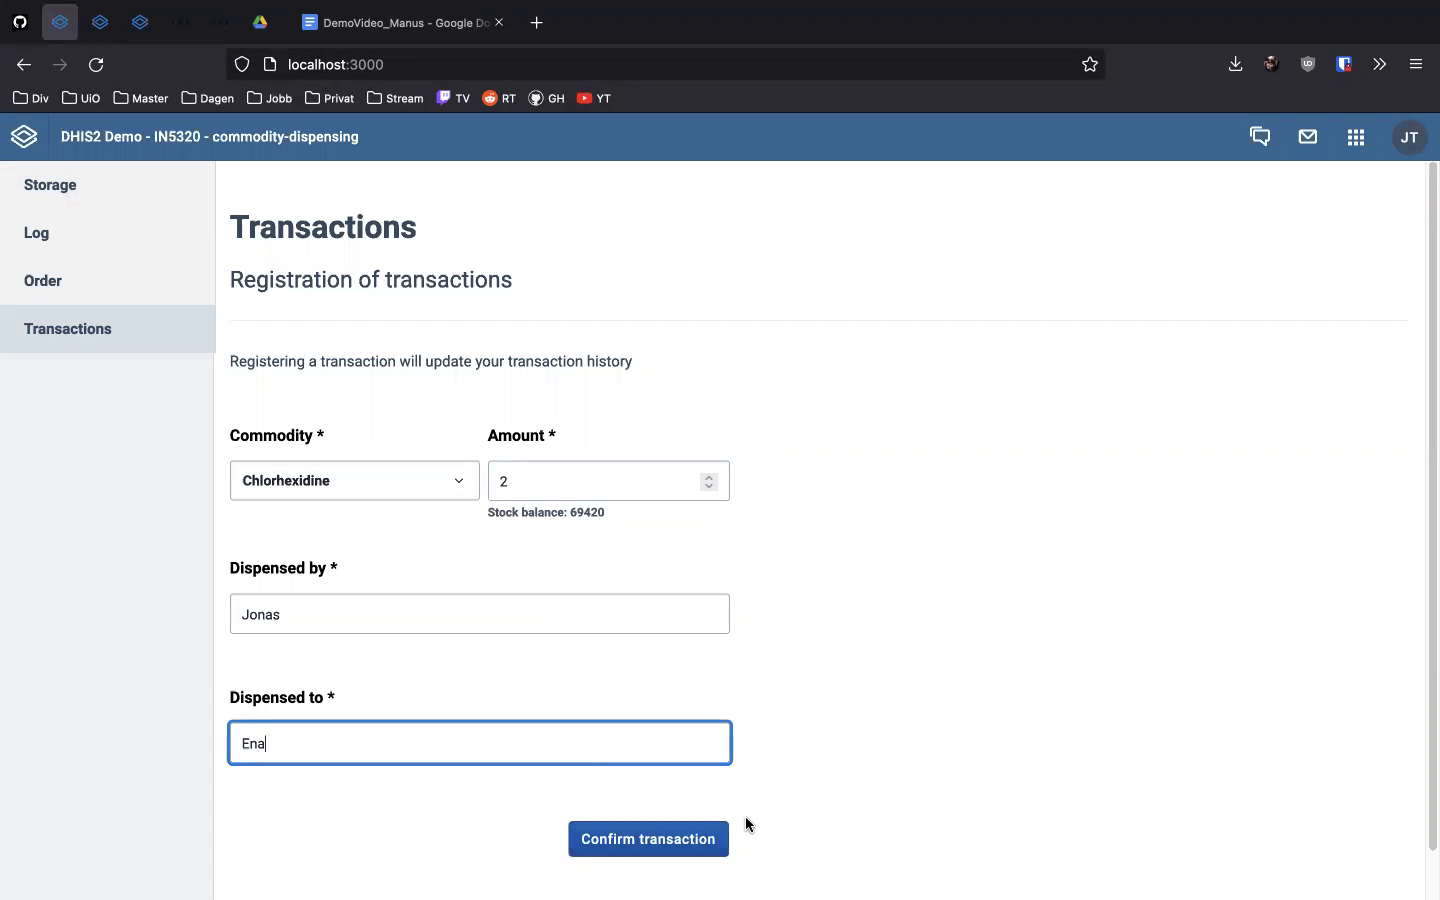 DemoVideo_Manus - Google Do
localhost:3000
Div UiO Master Dagen Jobb Privat Stream TV RT GH YT
DHIS2 Demo - IN5320 - commodity-dispensing
JT
Storage
Log
Order
Transactions
Transactions
Registration of transactions
Registering a transaction will update your transaction history
Commodity * Amount *
Chlorhexidine 2
Stock balance: 69420
Dispensed by *
Jonas
Dispensed to *
Ena
Confirm transaction